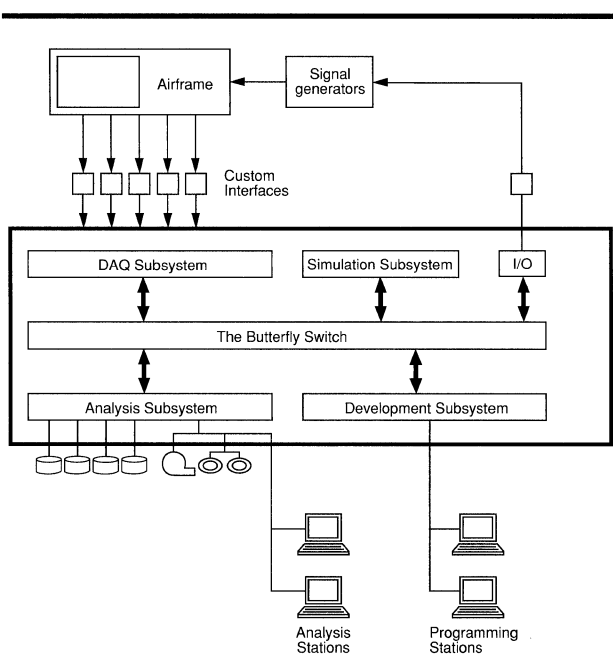 Airframe
Signal
generators
Custom
Interfaces
DAQ Subsystem
Simulation Subsystem
I/O
The Butterfly Switch
Analysis Subsystem
Development Subsystem
Analysis
Stations
Programming
Stations